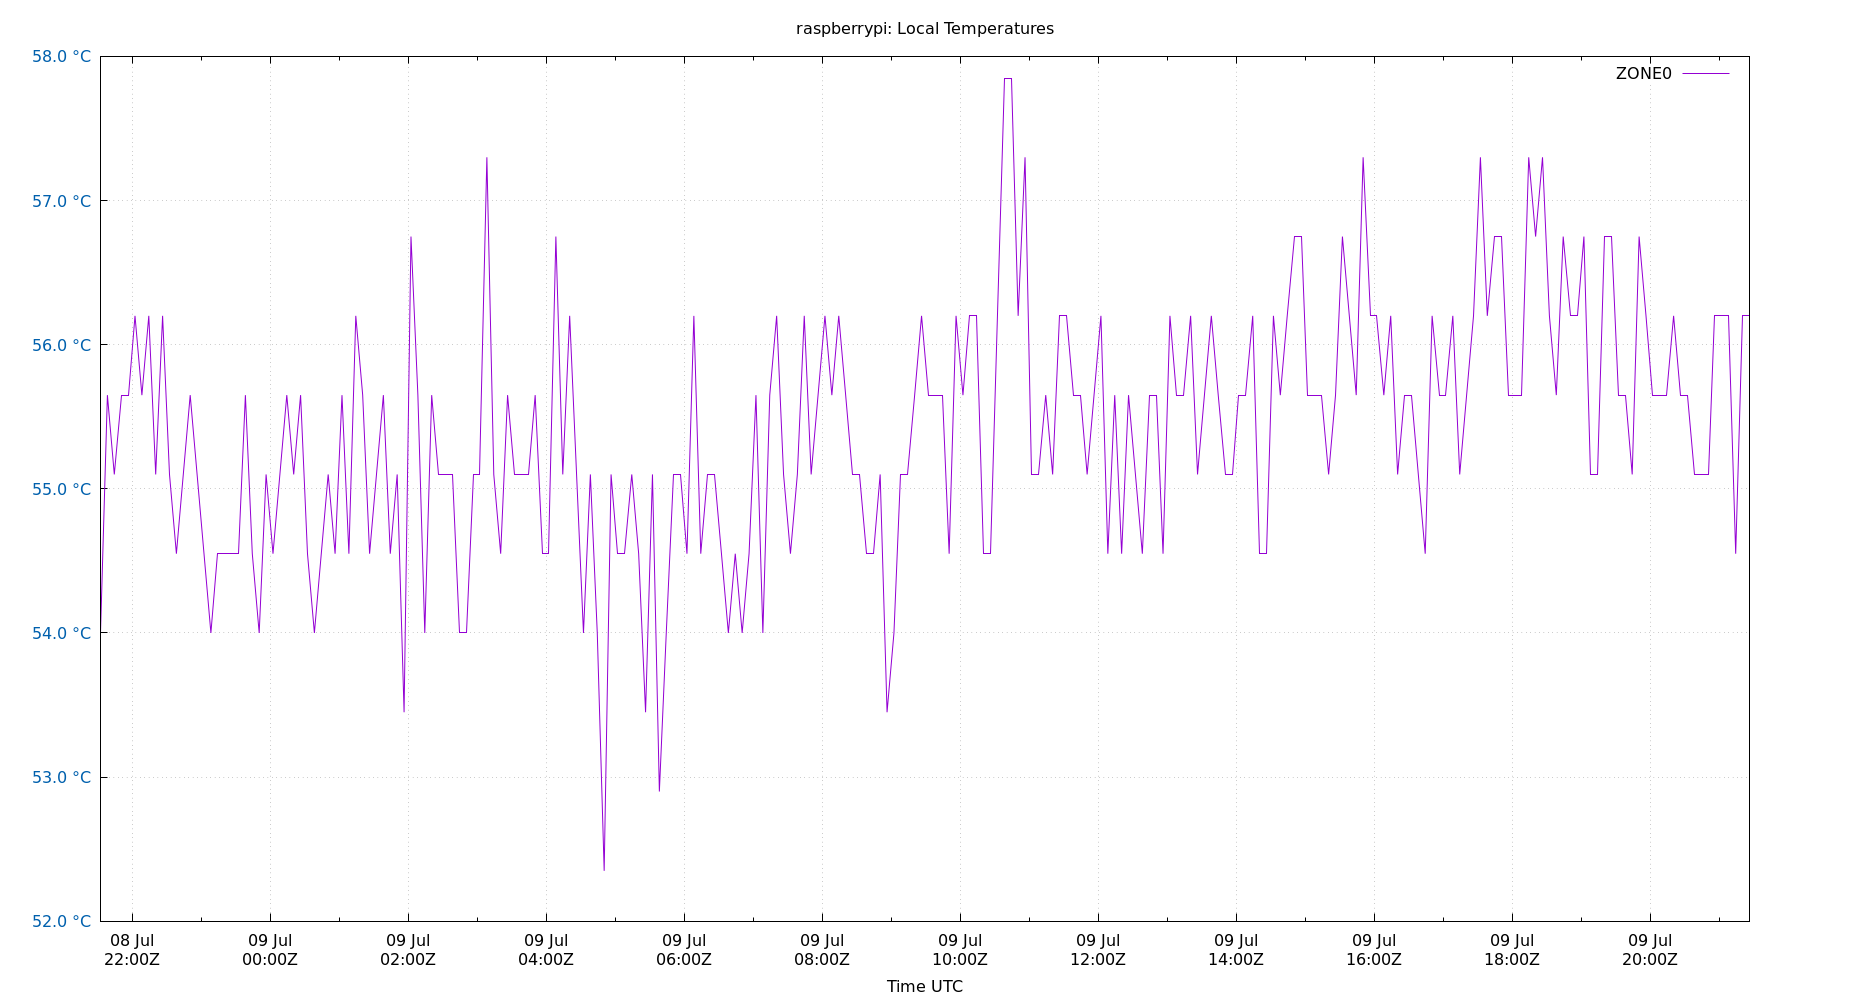 raspberrypi: Local Temperatures
58.0 °C
ZONE0
57.0 °C
56.0 °C
55.0 °C
54.0 °C
53.0 °C
52.0 °C
08 Jul 09 Jul 09 Jul 09 Jul 09 Jul 09 Jul 09 Jul 09 Jul 09 Jul 09 Jul 09 Jul 09 Jul
22:00Z 00:00Z 02:00Z 04:00Z 06:00Z 08:00Z 10:00Z 12:00Z 14:00Z 16:00Z 18:00Z 20:00Z
Time UTC